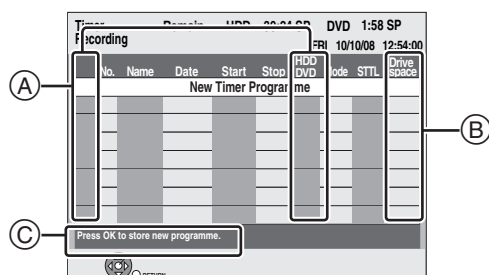 Timer Remain HDD 30:24 SP DVD 1:58 SP
Recording FRI 10/10/08 12:54:00
No. Name Date Start Stop HDD DVD Mode STTL Drive space
New Timer Programme
A
B
C
Press OK to store new programme.
RETURN